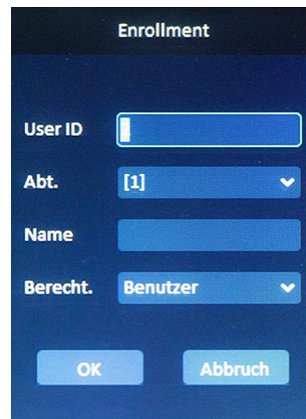 Enrollment
User ID
Abt. [1]
Name
Berecht. Benutzer
OK Abbruch